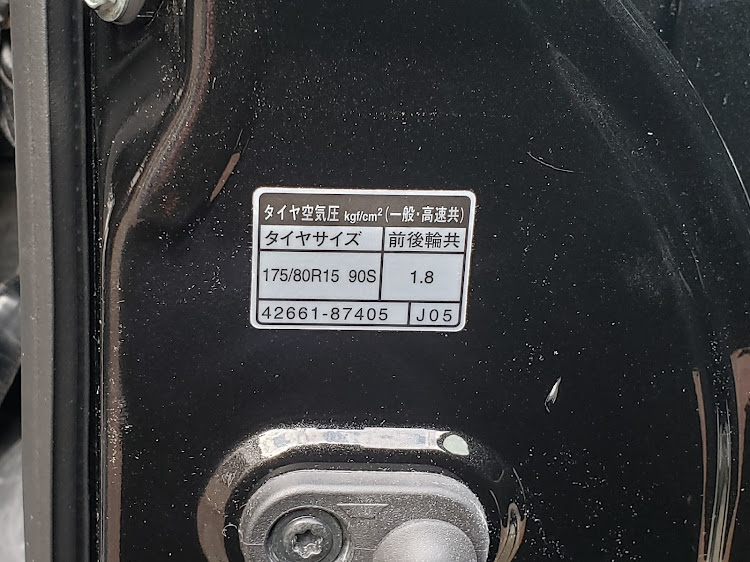 タイヤ空気圧 kgf/cm² (一般・高速共)
タイヤサイズ 前後輪共
175/80R15 90S 1.8
42661-87405 J05